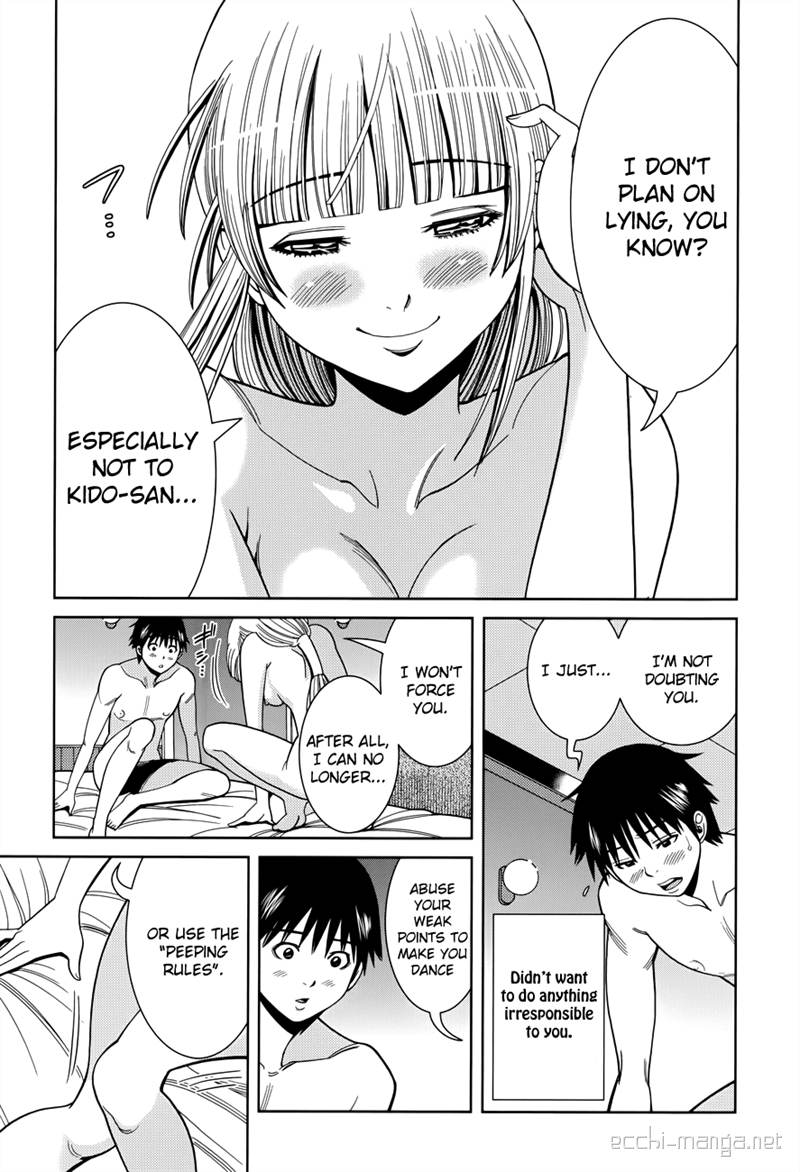 I DON'T
PLAN ON
LYING, YOU
KNOW?
ESPECIALLY
NOT TO
KIDO-SAN...
I'M NOT
DOUBTING
YOU.
I JUST...
Didn't want
to do anything
irresponsible
to you.
I WON'T
FORCE
YOU.
AFTER ALL,
I CAN NO
LONGER...
ギシ...
ABUSE
YOUR
WEAK
POINTS TO
MAKE YOU
DANCE
OR USE THE
"PEEPING
RULES".
ecchi-manga.net